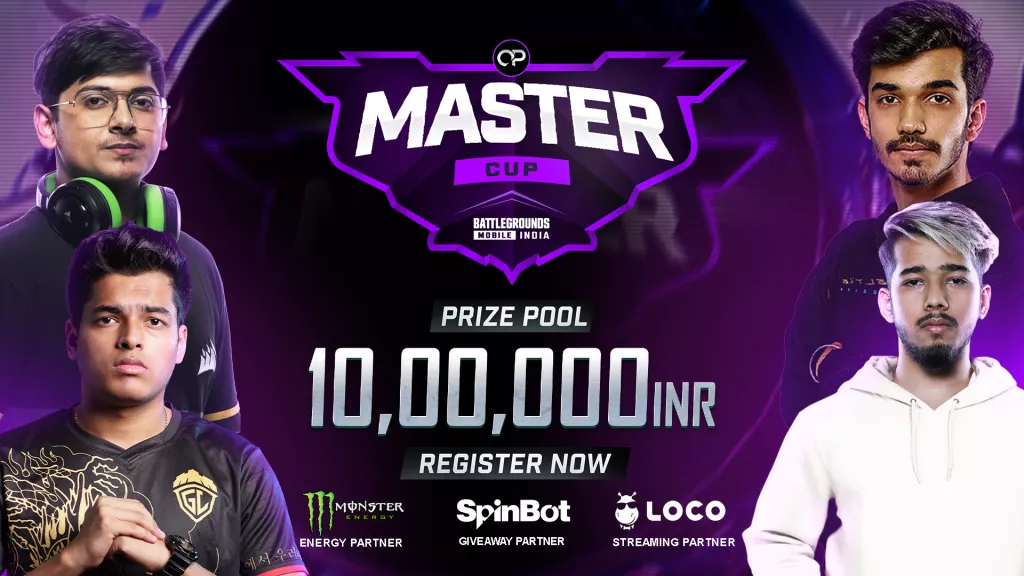 OP
MASTER
CUP
BATTLEGROUNDS
MOBILE INDIA
PRIZE POOL
10,00,000INR
REGISTER NOW
MONSTER
ENERGY
ENERGY PARTNER
SpinBot
GIVEAWAY PARTNER
LOCO
STREAMING PARTNER
GL